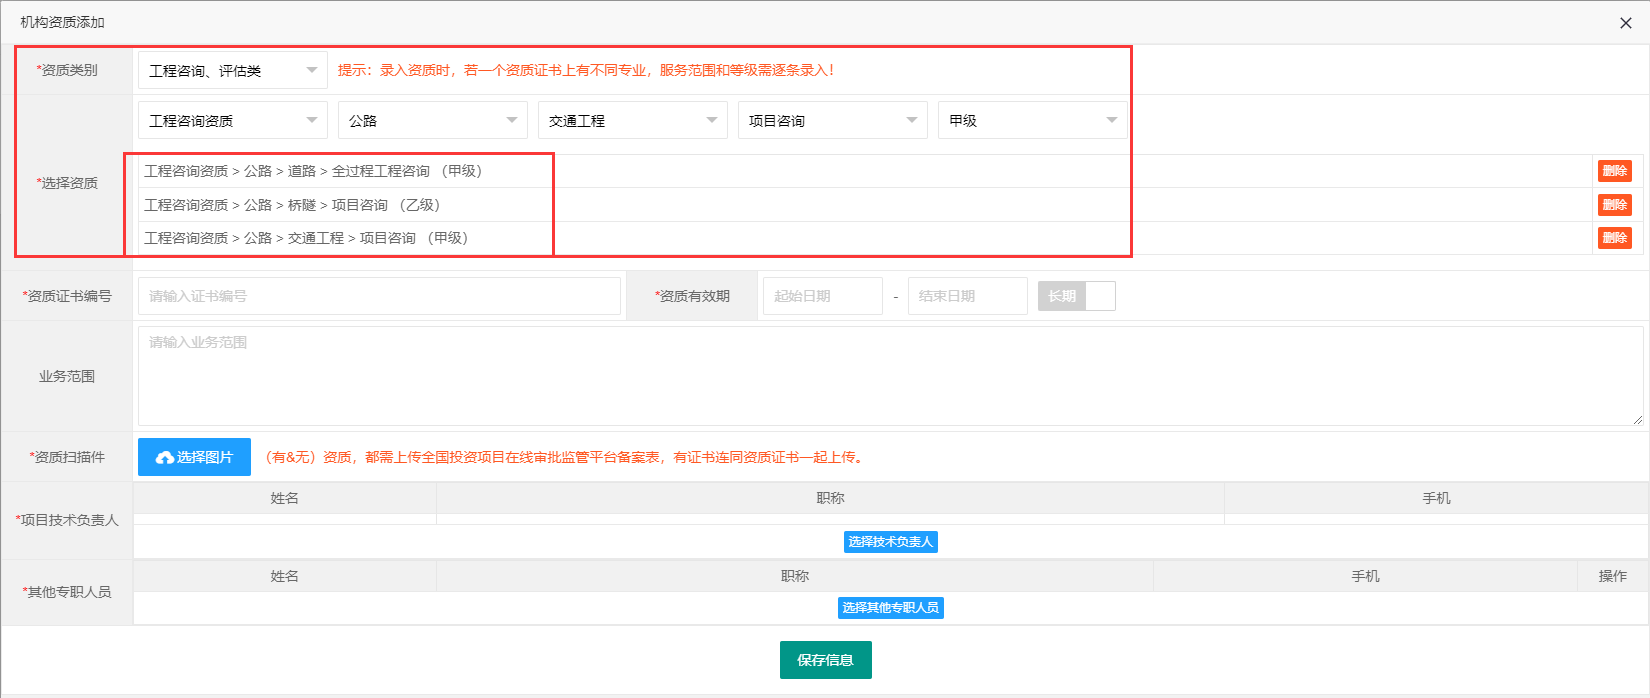 机构资质添加
*资质类别
工程咨询、评估类
提示：录入资质时，若一个资质证书上有不同专业，服务范围和等级需逐条录入！
*选择资质
工程咨询资质
公路
交通工程
项目咨询
甲级
工程咨询资质 > 公路 > 道路 > 全过程工程咨询 （甲级）
删除
工程咨询资质 > 公路 > 桥隧 > 项目咨询 （乙级）
删除
工程咨询资质 > 公路 > 交通工程 > 项目咨询 （甲级）
删除
*资质证书编号
请输入证书编号
*资质有效期
起始日期
-
结束日期
长期
业务范围
请输入业务范围
*资质扫描件
选择图片
（有&无）资质，都需上传全国投资项目在线审批监管平台备案表，有证书连同资质证书一起上传。
*项目技术负责人
姓名
职称
手机
选择技术负责人
*其他专职人员
姓名
职称
手机
操作
选择其他专职人员
保存信息